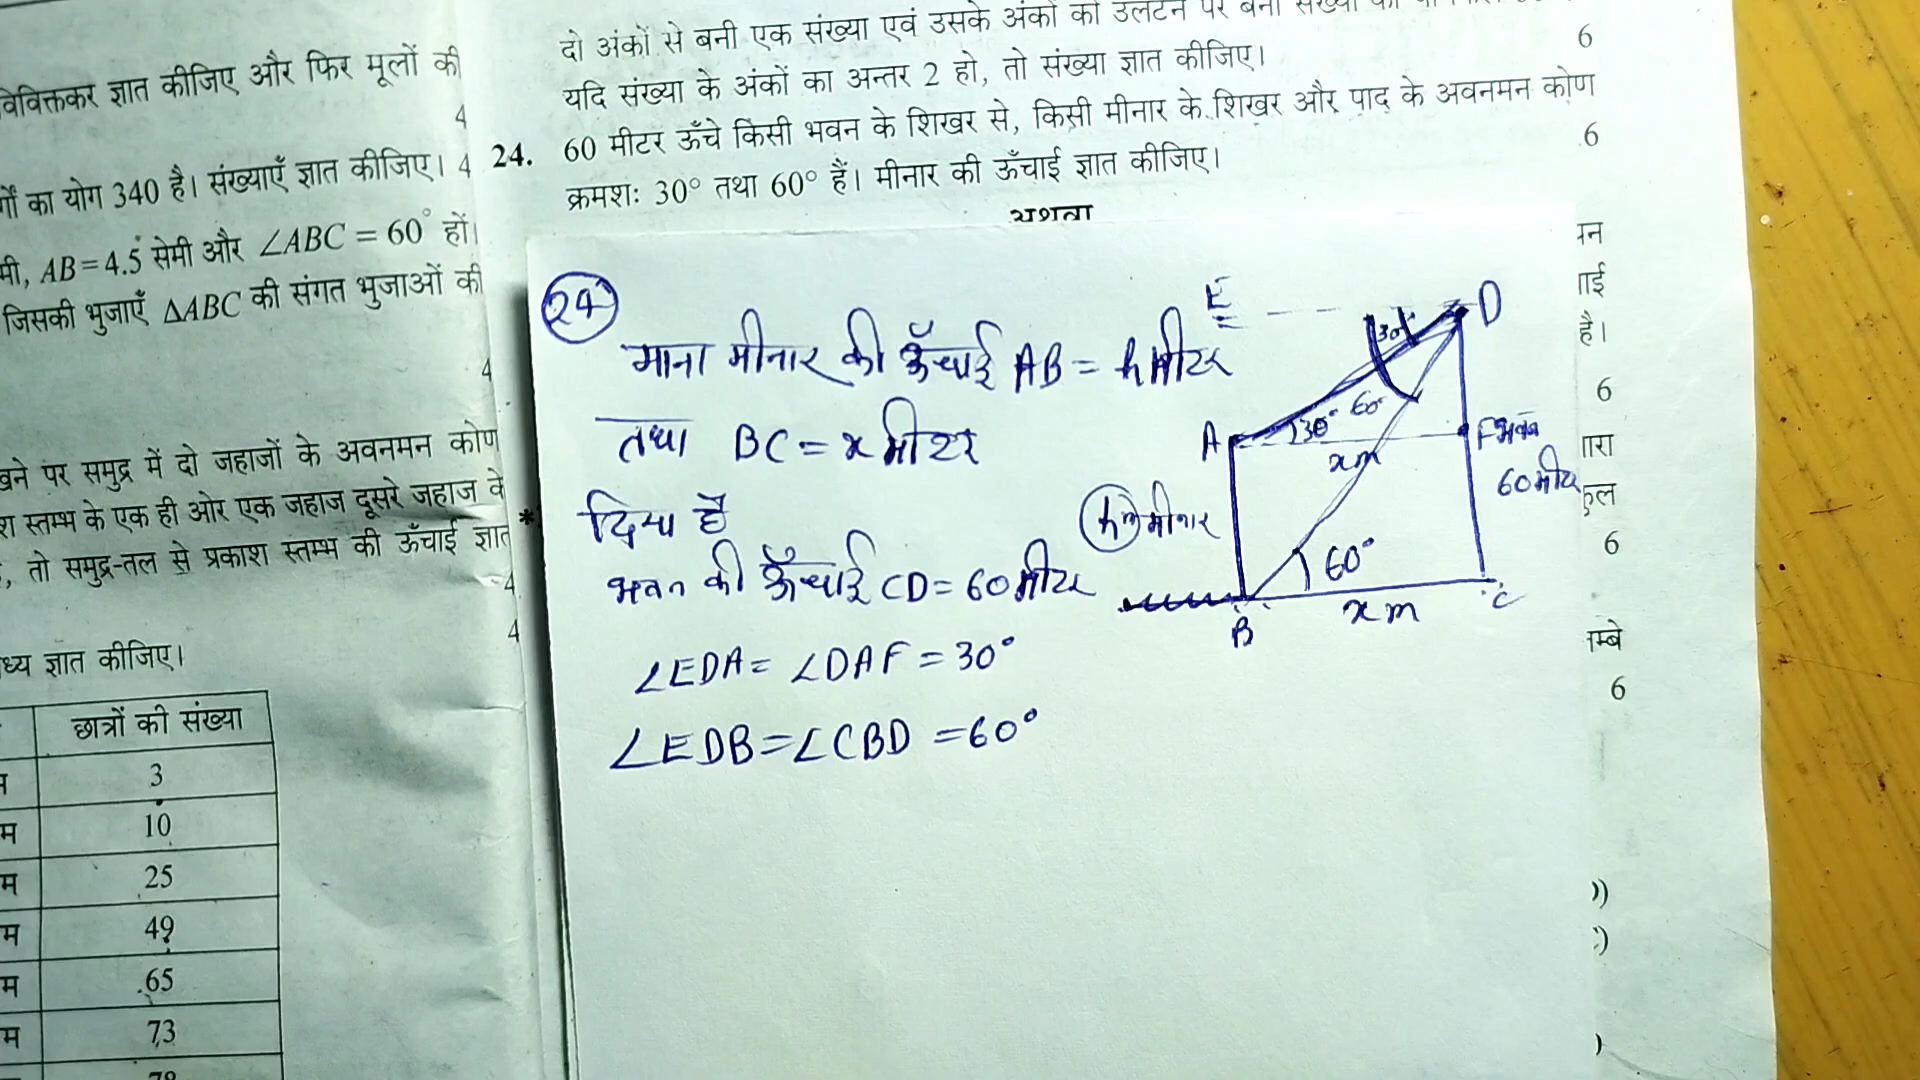 विविक्तकर ज्ञात कीजिए और फिर मूलों की
4
का योग 340 है। संख्याएँ ज्ञात कीजिए। 4
मी, AB = 4.5 सेमी और ∠ABC = 60° हों।
जिसकी भुजाएँ ΔABC की संगत भुजाओं की
4
पर समुद्र में दो जहाजों के अवनमन कोण
स्तम्भ के एक ही ओर एक जहाज दूसरे जहाज के
, तो समुद्र-तल से प्रकाश स्तम्भ की ऊँचाई ज्ञात
4
4
ज्ञात कीजिए।
छात्रों की संख्या
3
म 10
म 25
म 49
म 65
म 73
78
दो अंकों से बनी एक संख्या एवं उसके अंकों को उलटने पर बनी
6
यदि संख्या के अंकों का अन्तर 2 हो, तो संख्या ज्ञात कीजिए।
24. 60 मीटर ऊँचे किसी भवन के शिखर से, किसी मीनार के शिखर और पाद के अवनमन कोण
क्रमशः 30° तथा 60° हैं। मीनार की ऊँचाई ज्ञात कीजिए।
6
अथवा
24
माना मीनार की ऊँचाई AB = h मीटर
तथा BC = x मीटर
दिया है
भवन की ऊँचाई CD = 60 मीटर
∠EDA = ∠DAF = 30°
∠EDB = ∠CBD = 60°
E
D
30°
60°
A
30°
F भवन
x m
60 मीटर
h मी मीनार
60°
B
x m
C
*
है।
6
6
म्बे
6